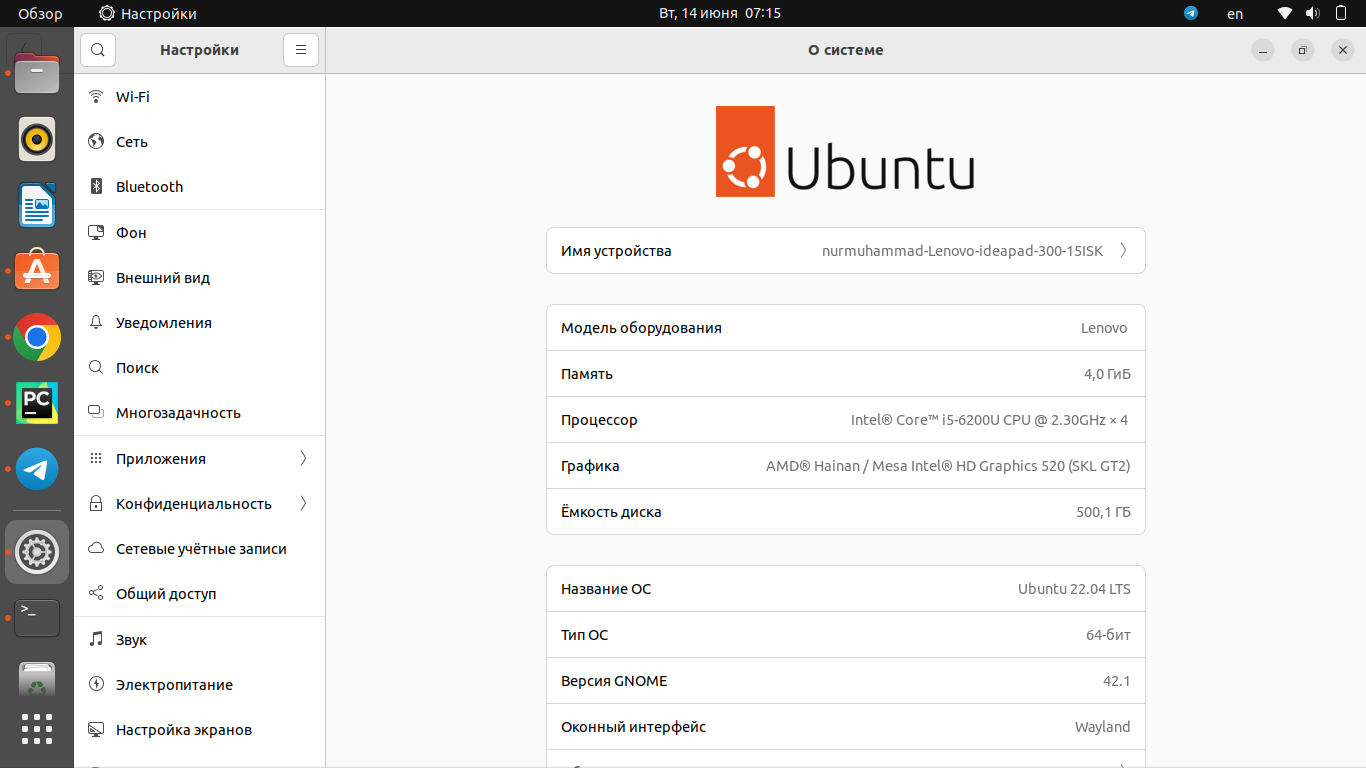 Обзор
Настройки
Вт, 14 июня 07:15
en
Настройки
О системе
Wi-Fi
Сеть
Bluetooth
Фон
Внешний вид
Уведомления
Поиск
Многозадачность
Приложения
Конфиденциальность
Сетевые учётные записи
Общий доступ
Звук
Электропитание
Настройка экранов
PC
>_
Ubuntu
Имя устройства nurmuhammad-Lenovo-ideapad-300-15ISK
Модель оборудования Lenovo
Память 4,0 ГиБ
Процессор Intel® Core™ i5-6200U CPU @ 2.30GHz × 4
Графика AMD® Hainan / Mesa Intel® HD Graphics 520 (SKL GT2)
Ёмкость диска 500,1 ГБ
Название ОС Ubuntu 22.04 LTS
Тип ОС 64-бит
Версия GNOME 42.1
Оконный интерфейс Wayland